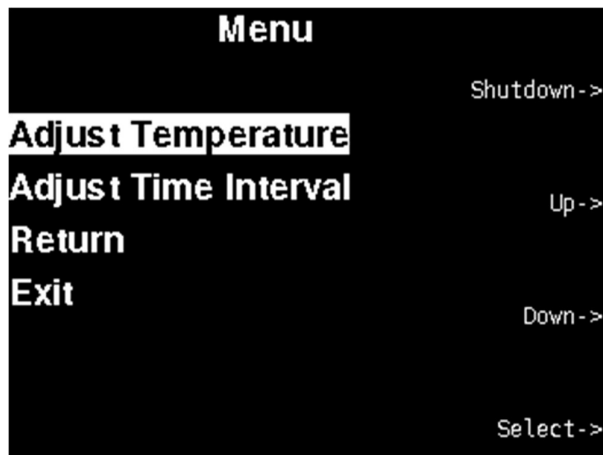 Menu
Shutdown->
Adjust Temperature
Adjust Time Interval
Up->
Return
Exit
Down->
Select->